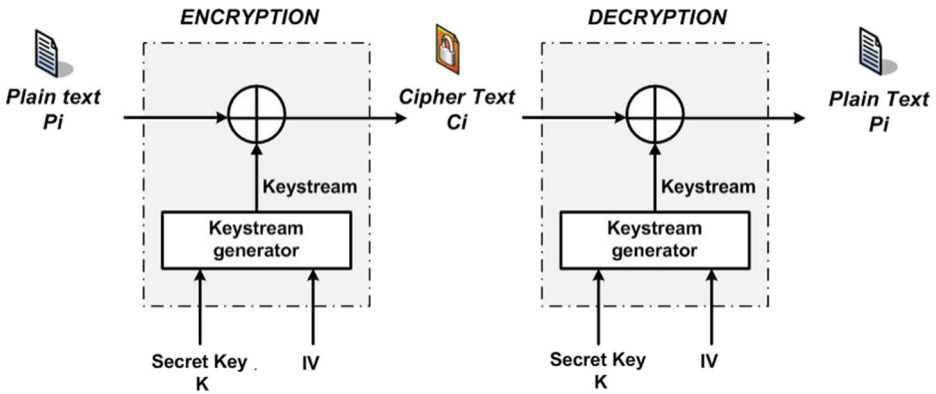 ENCRYPTION
DECRYPTION
Plain text
Pi
Cipher Text
Ci
Plain Text
Pi
Keystream
Keystream
Keystream
generator
Keystream
generator
Secret Key .
K
IV
Secret Key
K
IV